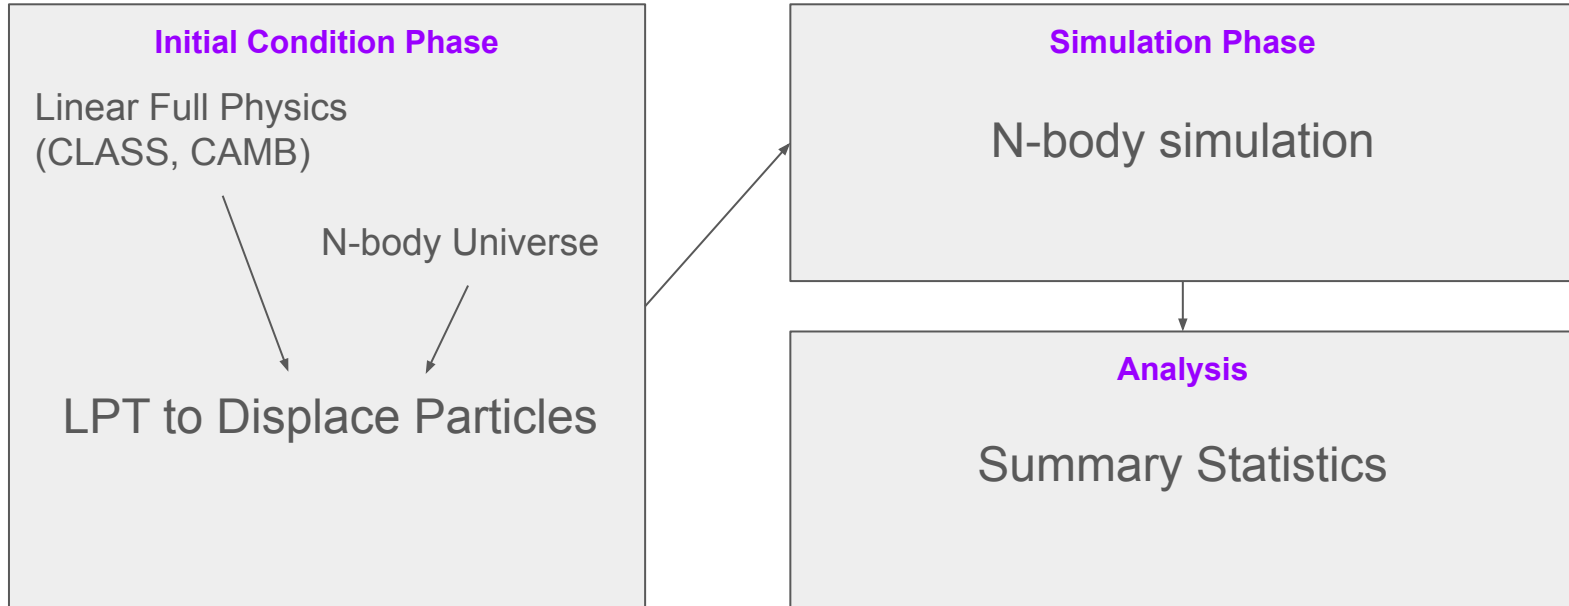 Initial Condition Phase
Linear Full Physics
(CLASS, CAMB)
N-body Universe
LPT to Displace Particles
Simulation Phase
N-body simulation
Analysis
Summary Statistics